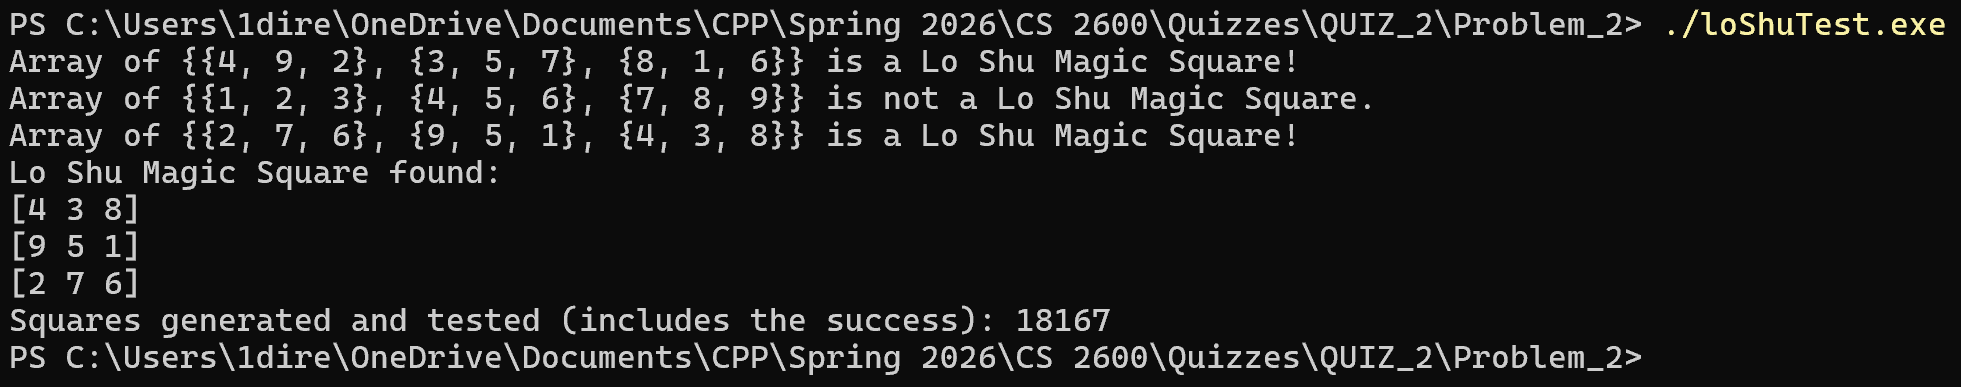 PS C:\Users\1dire\OneDrive\Documents\CPP\Spring 2026\CS 2600\Quizzes\QUIZ_2\Problem_2> ./loShuTest.exe
Array of {{4, 9, 2}, {3, 5, 7}, {8, 1, 6}} is a Lo Shu Magic Square!
Array of {{1, 2, 3}, {4, 5, 6}, {7, 8, 9}} is not a Lo Shu Magic Square.
Array of {{2, 7, 6}, {9, 5, 1}, {4, 3, 8}} is a Lo Shu Magic Square!
Lo Shu Magic Square found:
[4 3 8]
[9 5 1]
[2 7 6]
Squares generated and tested (includes the success): 18167
PS C:\Users\1dire\OneDrive\Documents\CPP\Spring 2026\CS 2600\Quizzes\QUIZ_2\Problem_2>